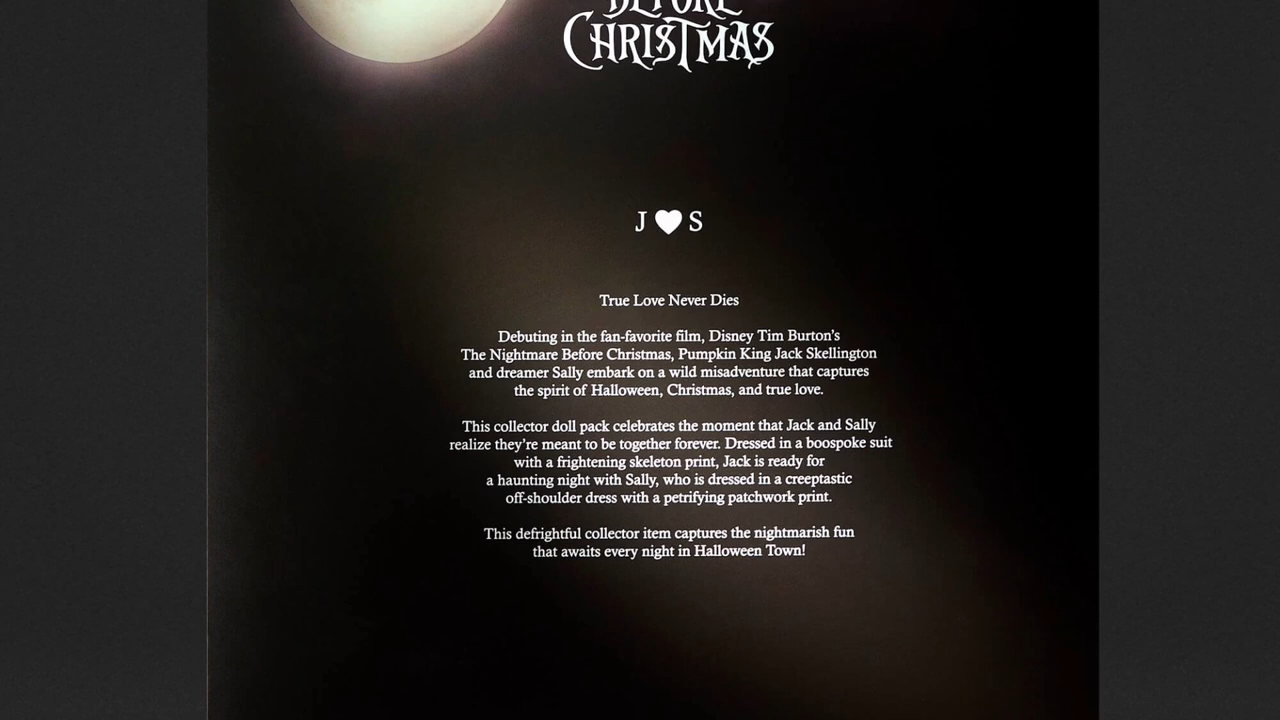 BEFORE
CHRISTMAS
J ♥ S
True Love Never Dies
Debuting in the fan-favorite film, Disney Tim Burton's
The Nightmare Before Christmas, Pumpkin King Jack Skellington
and dreamer Sally embark on a wild misadventure that captures
the spirit of Halloween, Christmas, and true love.
This collector doll pack celebrates the moment that Jack and Sally
realize they're meant to be together forever. Dressed in a boospoke suit
with a frightening skeleton print, Jack is ready for
a haunting night with Sally, who is dressed in a creeptastic
off-shoulder dress with a petrifying patchwork print.
This defrightful collector item captures the nightmarish fun
that awaits every night in Halloween Town!